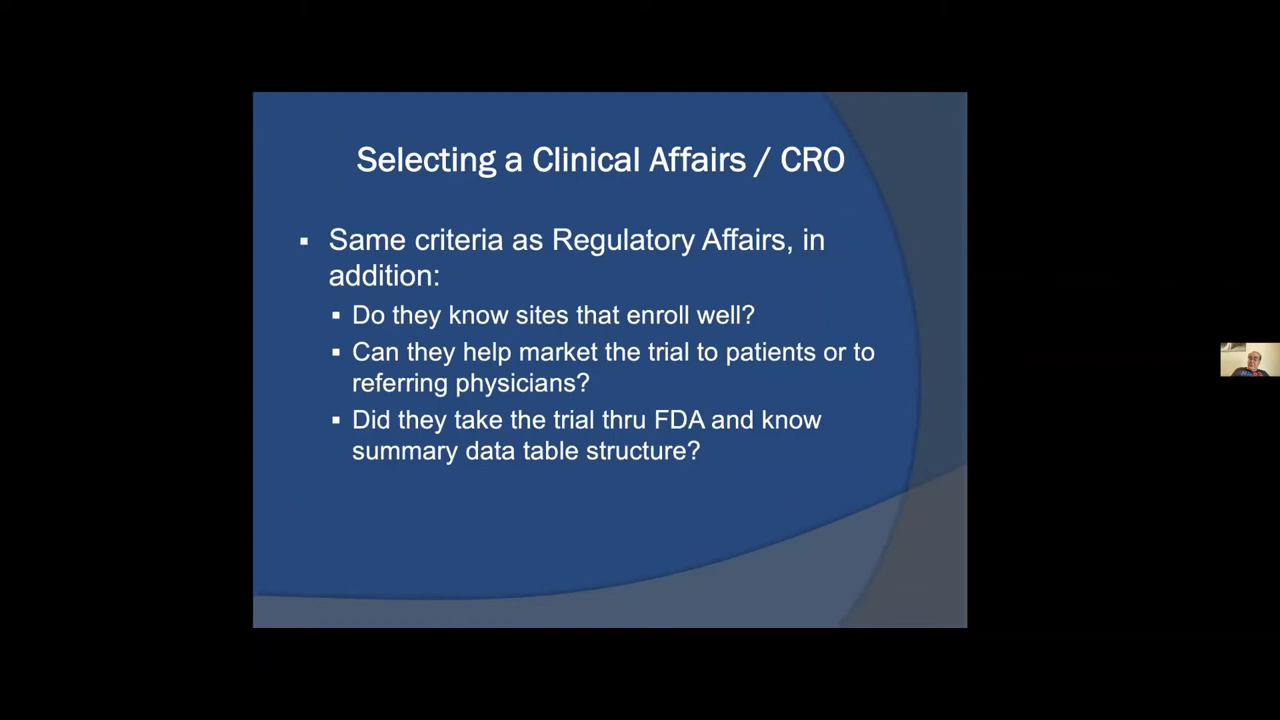 Selecting a Clinical Affairs / CRO
▪ Same criteria as Regulatory Affairs, in
addition:
▪ Do they know sites that enroll well?
▪ Can they help market the trial to patients or to
referring physicians?
▪ Did they take the trial thru FDA and know
summary data table structure?